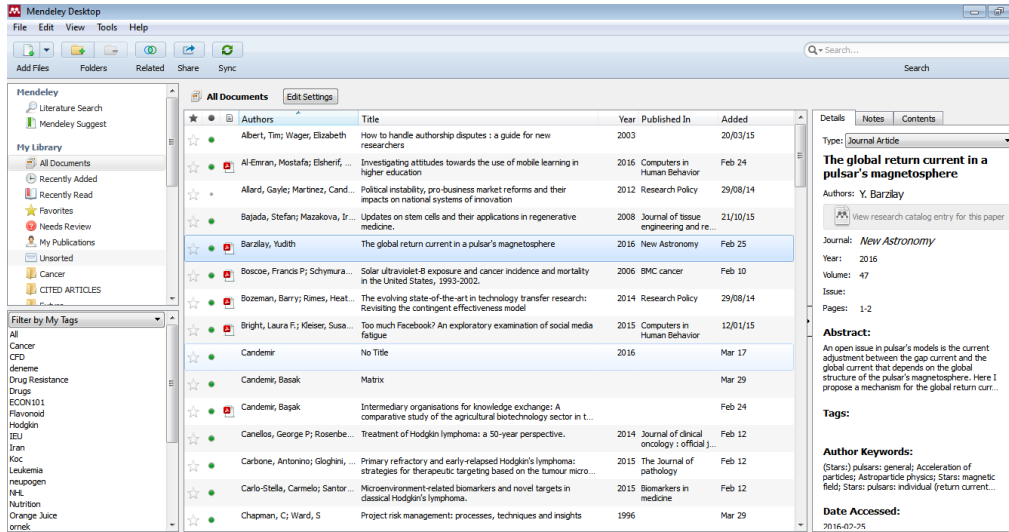 Mendeley Desktop
File Edit View Tools Help
Search...
Add Files Folders Related Share Sync Search
Mendeley
Literature Search
Mendeley Suggest
My Library
All Documents
Recently Added
Recently Read
Favorites
Needs Review
My Publications
Unsorted
Cancer
CITED ARTICLES
Filter by My Tags
All
Cancer
CFD
deneme
Drug Resistance
Drugs
ECON101
Flavonoid
Hodgkin
IEU
Iran
Koc
Leukemia
neupogen
NHL
Nutrition
Orange Juice
ornek
All Documents Edit Settings
Authors Title Year Published In Added
Albert, Tim; Wager, Elizabeth How to handle authorship disputes : a guide for new 2003 20/03/15
researchers
Al-Emran, Mostafa; Elsherif, ... Investigating attitudes towards the use of mobile learning in 2016 Computers in Feb 24
higher education Human Behavior
Allard, Gayle; Martinez, Cand... Political instability, pro-business market reforms and their 2012 Research Policy 29/08/14
impacts on national systems of innovation
Bajada, Stefan; Mazakova, Ir... Updates on stem cells and their applications in regenerative 2008 Journal of tissue 21/10/15
medicine. engineering and re...
Barzilay, Yudith The global return current in a pulsar's magnetosphere 2016 New Astronomy Feb 25
Boscoe, Francis P; Schymura... Solar ultraviolet-B exposure and cancer incidence and mortality 2006 BMC cancer Feb 10
in the United States, 1993-2002.
Bozeman, Barry; Rimes, Heat... The evolving state-of-the-art in technology transfer research: 2014 Research Policy 29/08/14
Revisiting the contingent effectiveness model
Bright, Laura F.; Kleiser, Susa... Too much Facebook? An exploratory examination of social media 2015 Computers in 12/01/15
fatigue Human Behavior
Candemir No Title 2016 Mar 17
Candemir, Basak Matrix Mar 29
Candemir, Başak Intermediary organisations for knowledge exchange: A Feb 24
comparative study of the agricultural biotechnology sector in t...
Canellos, George P; Rosenbe... Treatment of Hodgkin lymphoma: a 50-year perspective. 2014 Journal of clinical Feb 12
oncology : official j...
Carbone, Antonino; Gloghini, ... Primary refractory and early-relapsed Hodgkin's lymphoma: 2015 The Journal of Feb 12
strategies for therapeutic targeting based on the tumour micro... pathology
Carlo-Stella, Carmelo; Santor... Microenvironment-related biomarkers and novel targets in 2015 Biomarkers in Feb 12
classical Hodgkin's lymphoma. medicine
Chapman, C; Ward, S Project risk management: processes, techniques and insights 1996 Mar 29
Details Notes Contents
Type: Journal Article
The global return current in a
pulsar's magnetosphere
Authors: Y. Barzilay
View research catalog entry for this paper
Journal: New Astronomy
Year: 2016
Volume: 47
Issue:
Pages: 1-2
Abstract:
An open issue in pulsar's models is the current
adjustment between the gap current and the
global current that depends on the global
structure of the pulsar's magnetosphere. Here I
propose a mechanism for the global return curr...
Tags:
Author Keywords:
(Stars:) pulsars: general; Acceleration of
particles; Astroparticle physics; Stars: magnetic
field; Stars: pulsars: individual (return current...
Date Accessed:
2016-02-25